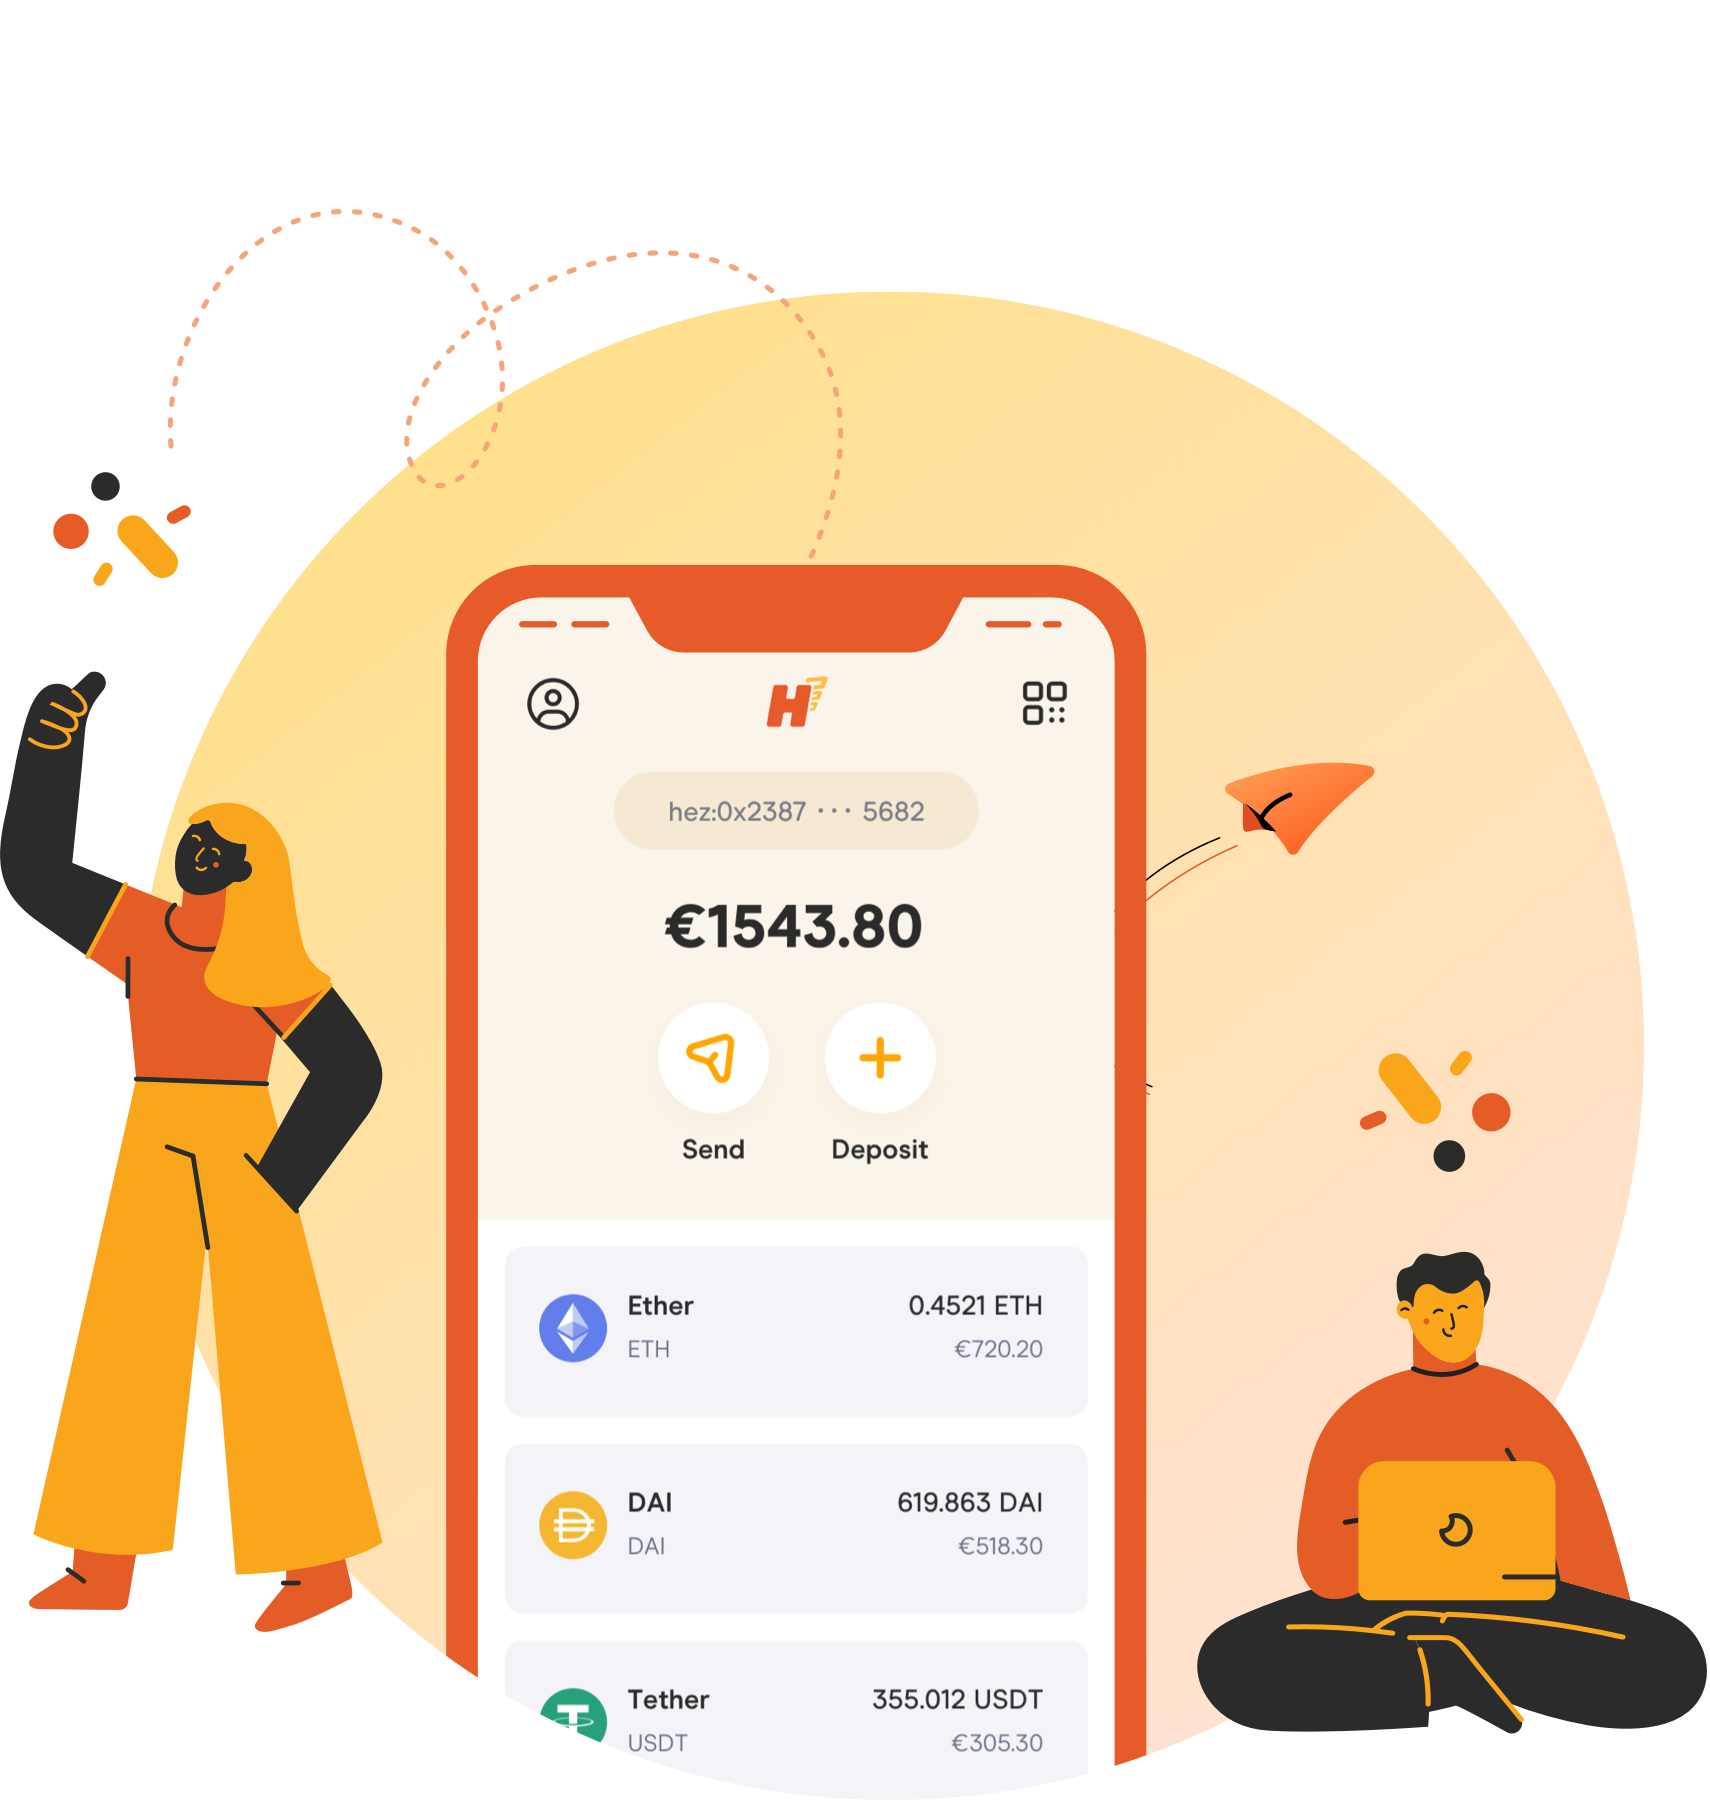 H
hez:0x2387 ··· 5682
€1543.80
Send Deposit
Ether 0.4521 ETH
ETH €720.20
DAI 619.863 DAI
DAI €518.30
Tether 355.012 USDT
USDT €305.30